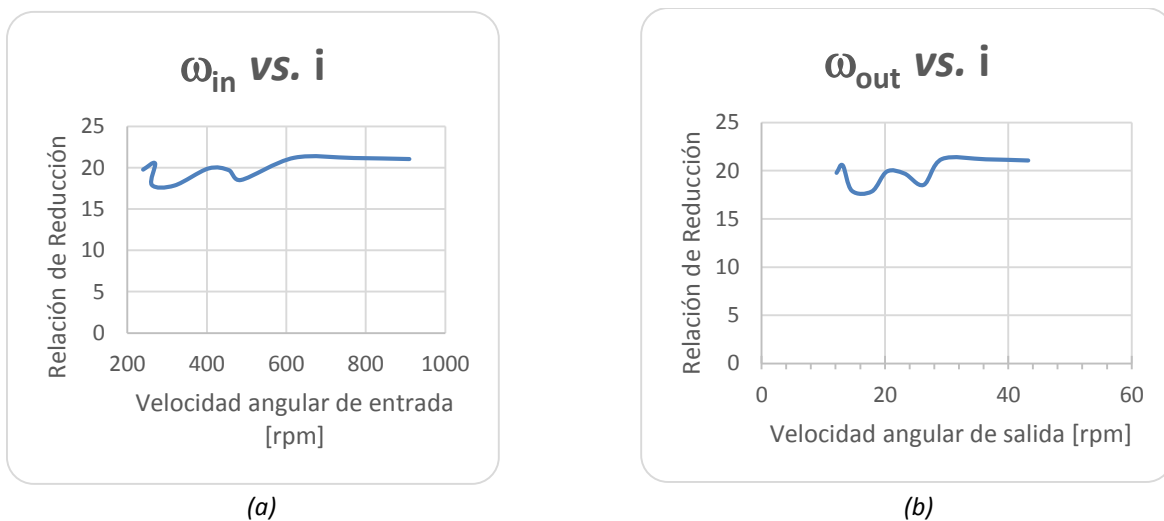 ω_in vs. i
25
20
15
10
5
0
Relación de Reducción
200 400 600 800 1000
Velocidad angular de entrada
[rpm]
(a)
ω_out vs. i
25
20
15
10
5
0
Relación de Reducción
0 20 40 60
Velocidad angular de salida [rpm]
(b)